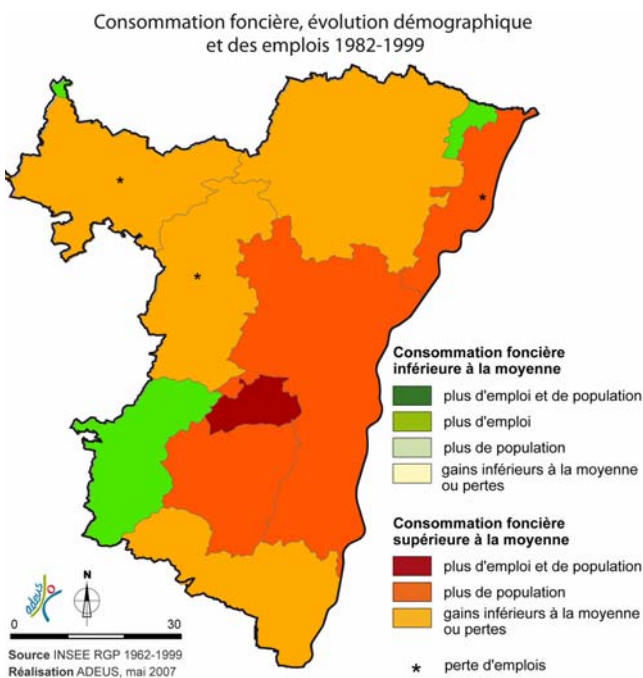 Consommation foncière, évolution démographique
et des emplois 1982-1999
Consommation foncière
inférieure à la moyenne
plus d'emploi et de population
plus d'emploi
plus de population
gains inférieurs à la moyenne
ou pertes
Consommation foncière
supérieure à la moyenne
plus d'emploi et de population
plus de population
gains inférieurs à la moyenne
ou pertes
* perte d'emplois
adeus
N
0 30
Source INSEE RGP 1962-1999
Réalisation ADEUS, mai 2007